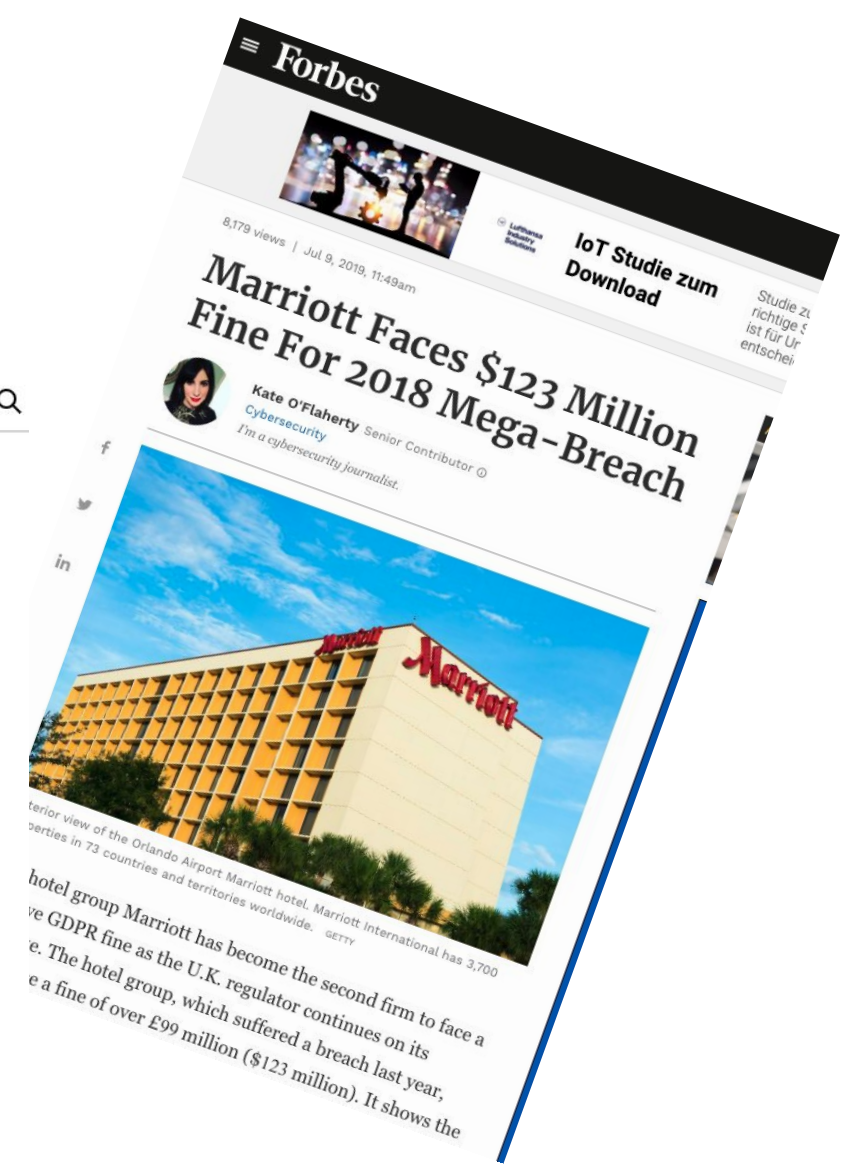 Forbes
Lufthansa
Industry
Solutions
IoT Studie zum
Download
Studie
richtige
ist für
8,179 views | Jul 9, 2019, 11:49am
Marriott Faces $123 Million
Fine For 2018 Mega-Breach
Kate O'Flaherty Senior Contributor
Cybersecurity
I'm a cybersecurity journalist.
f
in
Marriott
Marriott
terior view of the Orlando Airport Marriott hotel. Marriott International has 3,700
perties in 73 countries and territories worldwide. GETTY
hotel group Marriott has become the second firm to face a
ve GDPR fine as the U.K. regulator continues on its
e. The hotel group, which suffered a breach last year,
e a fine of over £99 million ($123 million). It shows the